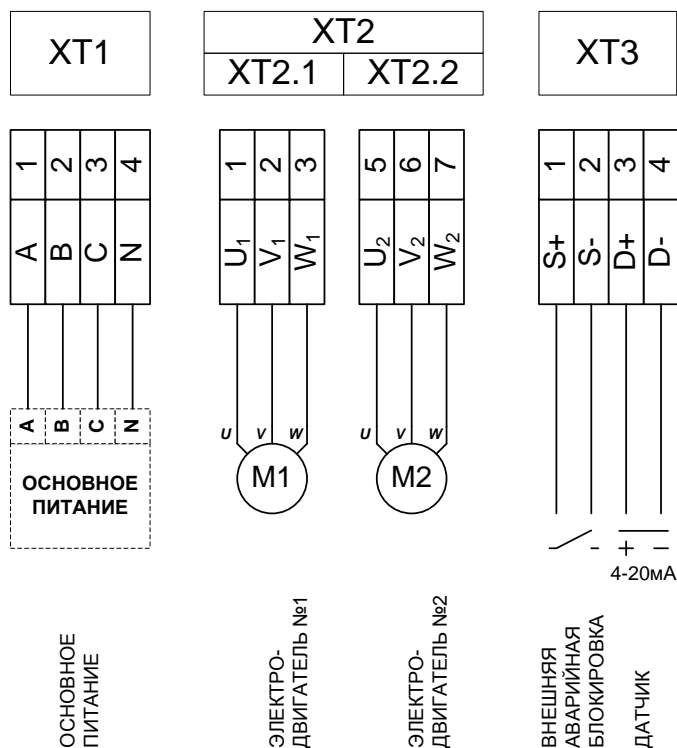 XT1
XT2
XT2.1 XT2.2
XT3
1 2 3 4
A B C N
1 2 3
U₁ V₁ W₁
5 6 7
U₂ V₂ W₂
1 2 3 4
S+ S- D+ D-
A B C N
ОСНОВНОЕ
ПИТАНИЕ
U V W
M1
U V W
M2
- - + -
4-20мА
ОСНОВНОЕ
ПИТАНИЕ
ЭЛЕКТРО-
ДВИГАТЕЛЬ №1
ЭЛЕКТРО-
ДВИГАТЕЛЬ №2
ВНЕШНЯЯ
АВАРИЙНАЯ
БЛОКИРОВКА
ДАТЧИК